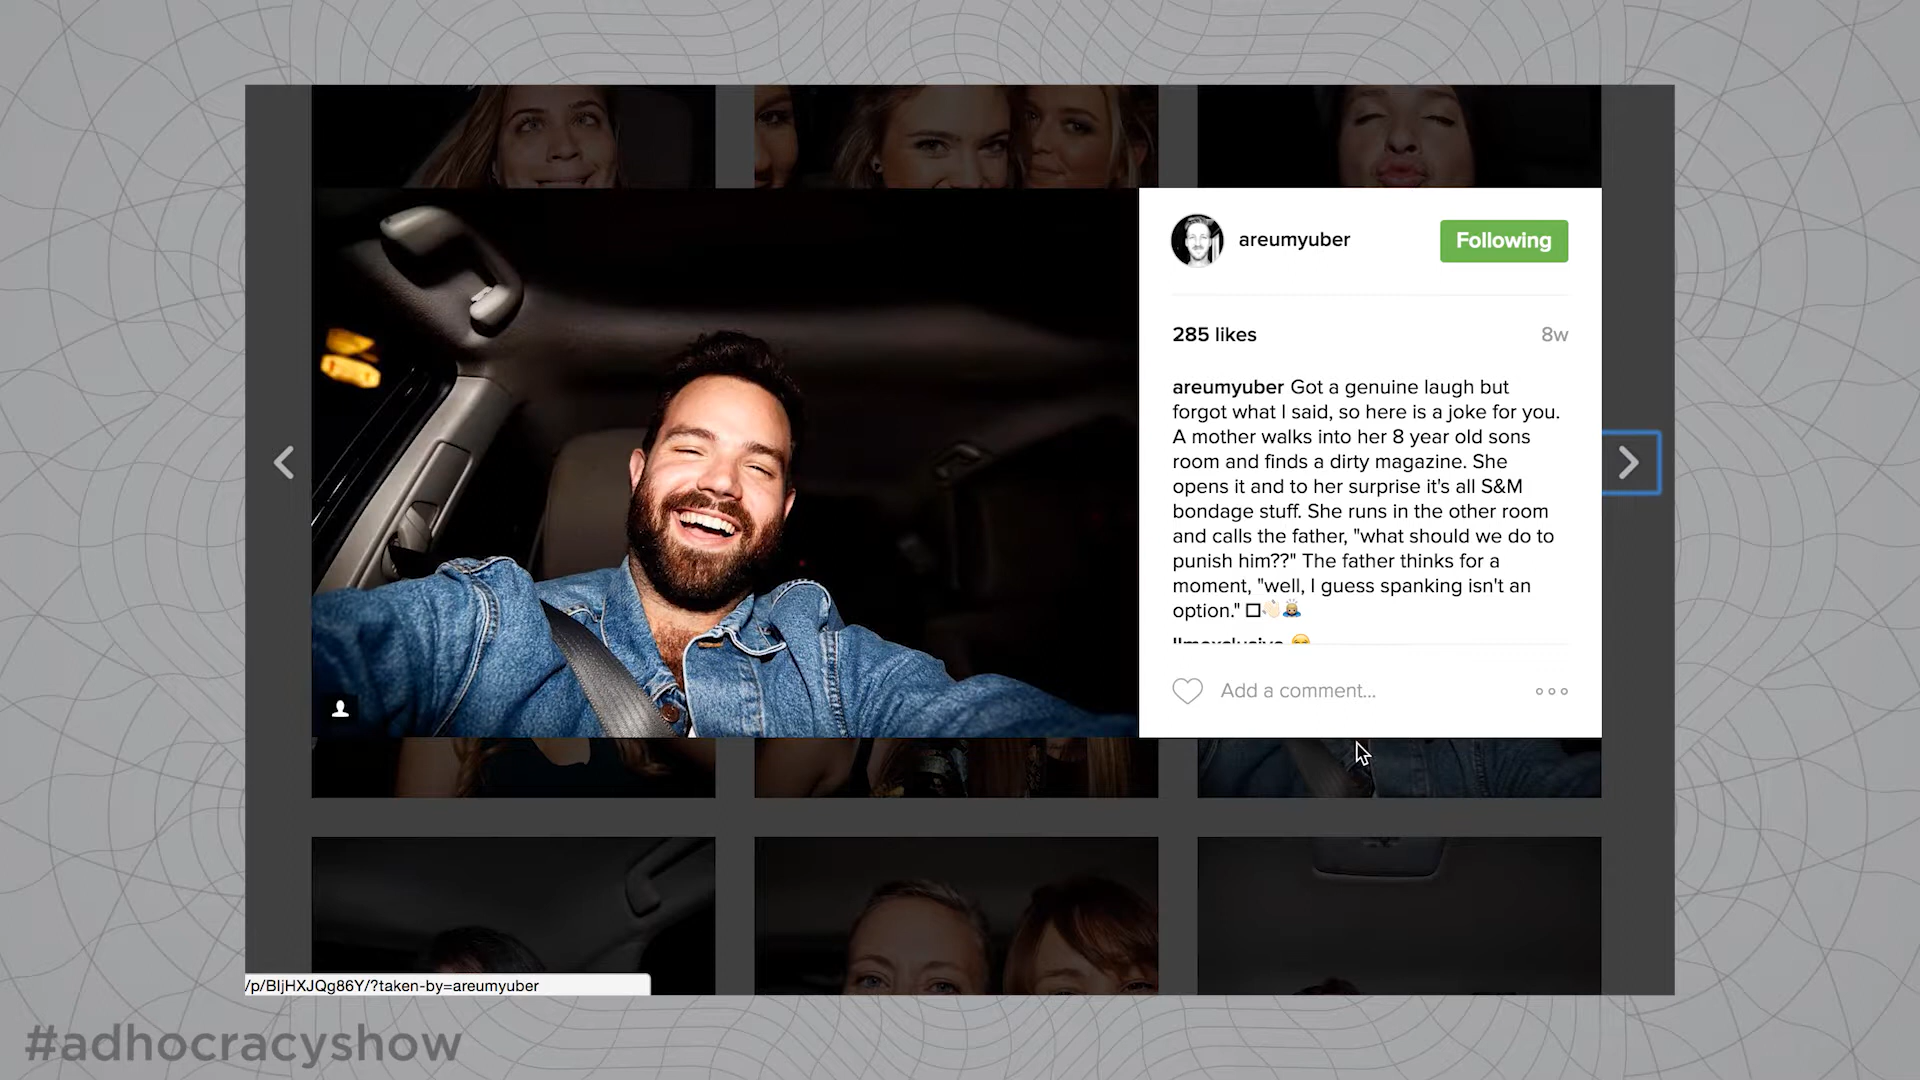 areumyuber
Following
285 likes
8w
areumyuber Got a genuine laugh but
forgot what I said, so here is a joke for you.
A mother walks into her 8 year old sons
room and finds a dirty magazine. She
opens it and to her surprise it's all S&M
bondage stuff. She runs in the other room
and calls the father, "what should we do to
punish him??" The father thinks for a
moment, "well, I guess spanking isn't an
option."
Add a comment...
/p/BIjHXJQg86Y/?taken-by=areumyuber
#adhocracyshow